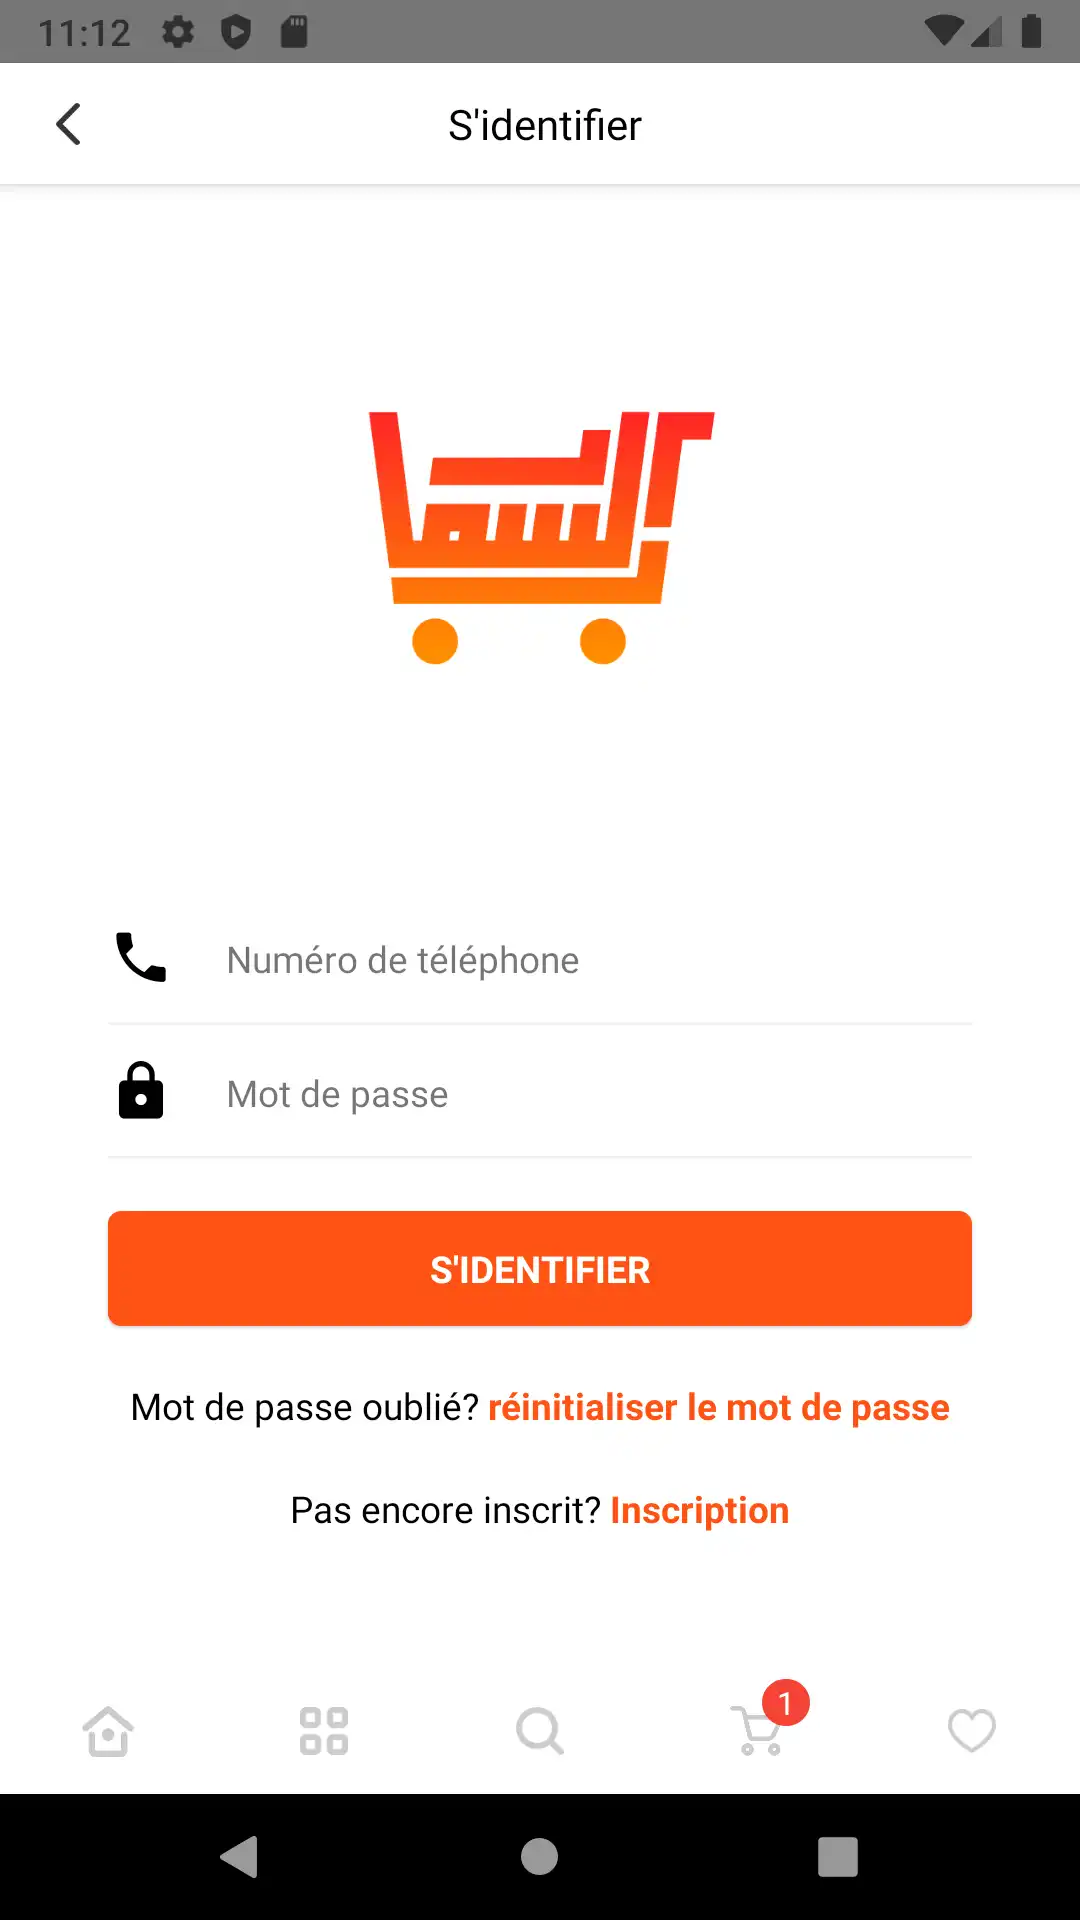 11:12
S'identifier
السما
Numéro de téléphone
Mot de passe
S'IDENTIFIER
Mot de passe oublié? réinitialiser le mot de passe
Pas encore inscrit? Inscription
1